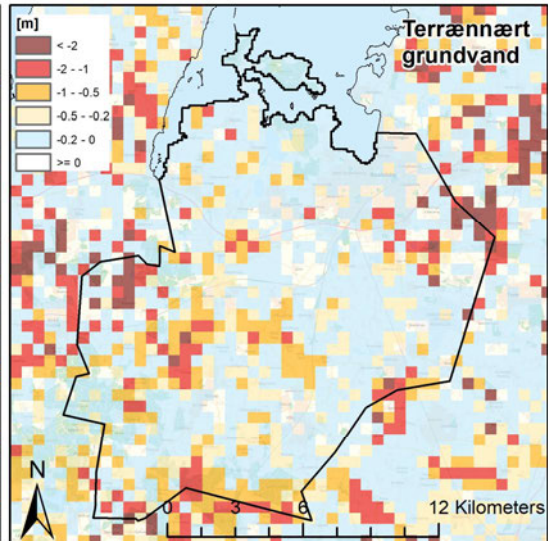 [m]
< -2
-2 - -1
-1 - -0.5
-0.5 - -0.2
-0.2 - 0
>= 0
Terrænnært
grundvand
N
0 3 6 12 Kilometers